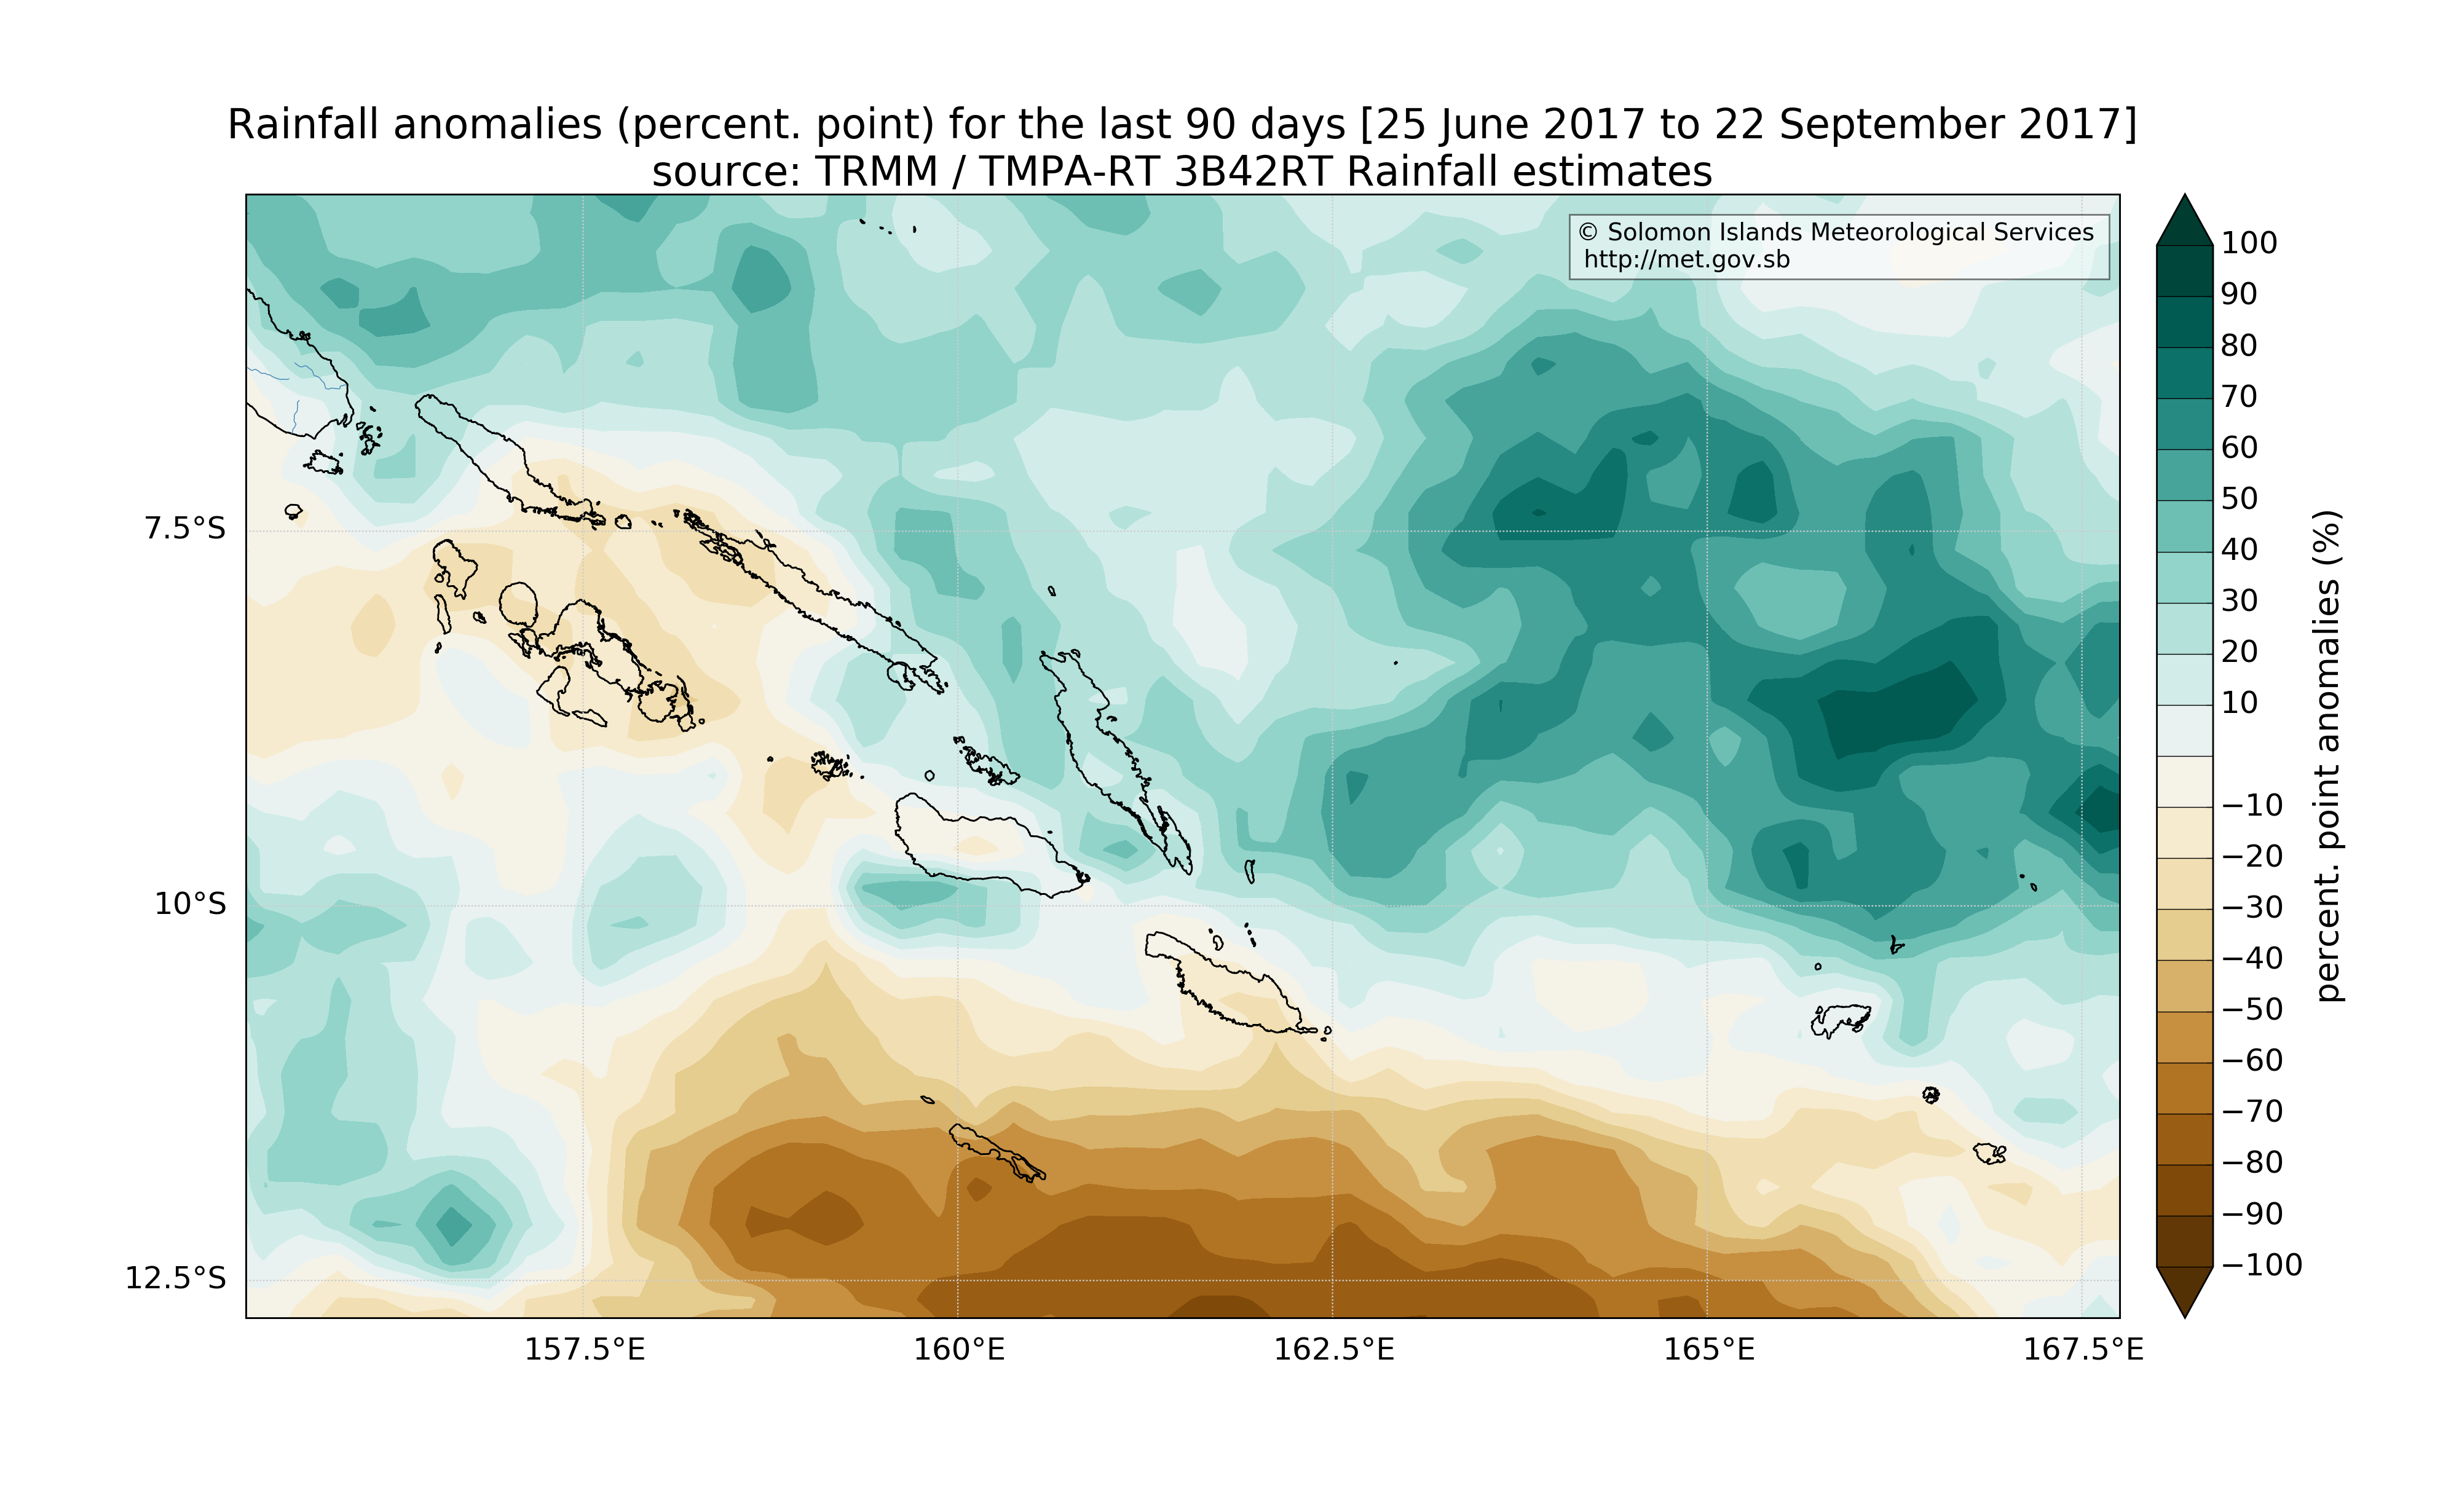 Rainfall anomalies (percent. point) for the last 90 days [25 June 2017 to 22 September 2017]
source: TRMM / TMPA-RT 3B42RT Rainfall estimates
© Solomon Islands Meteorological Services
http://met.gov.sb
7.5°S
10°S
12.5°S
157.5°E
160°E
162.5°E
165°E
167.5°E
100
90
80
70
60
50
40
30
20
10
−10
−20
−30
−40
−50
−60
−70
−80
−90
−100
percent. point anomalies (%)